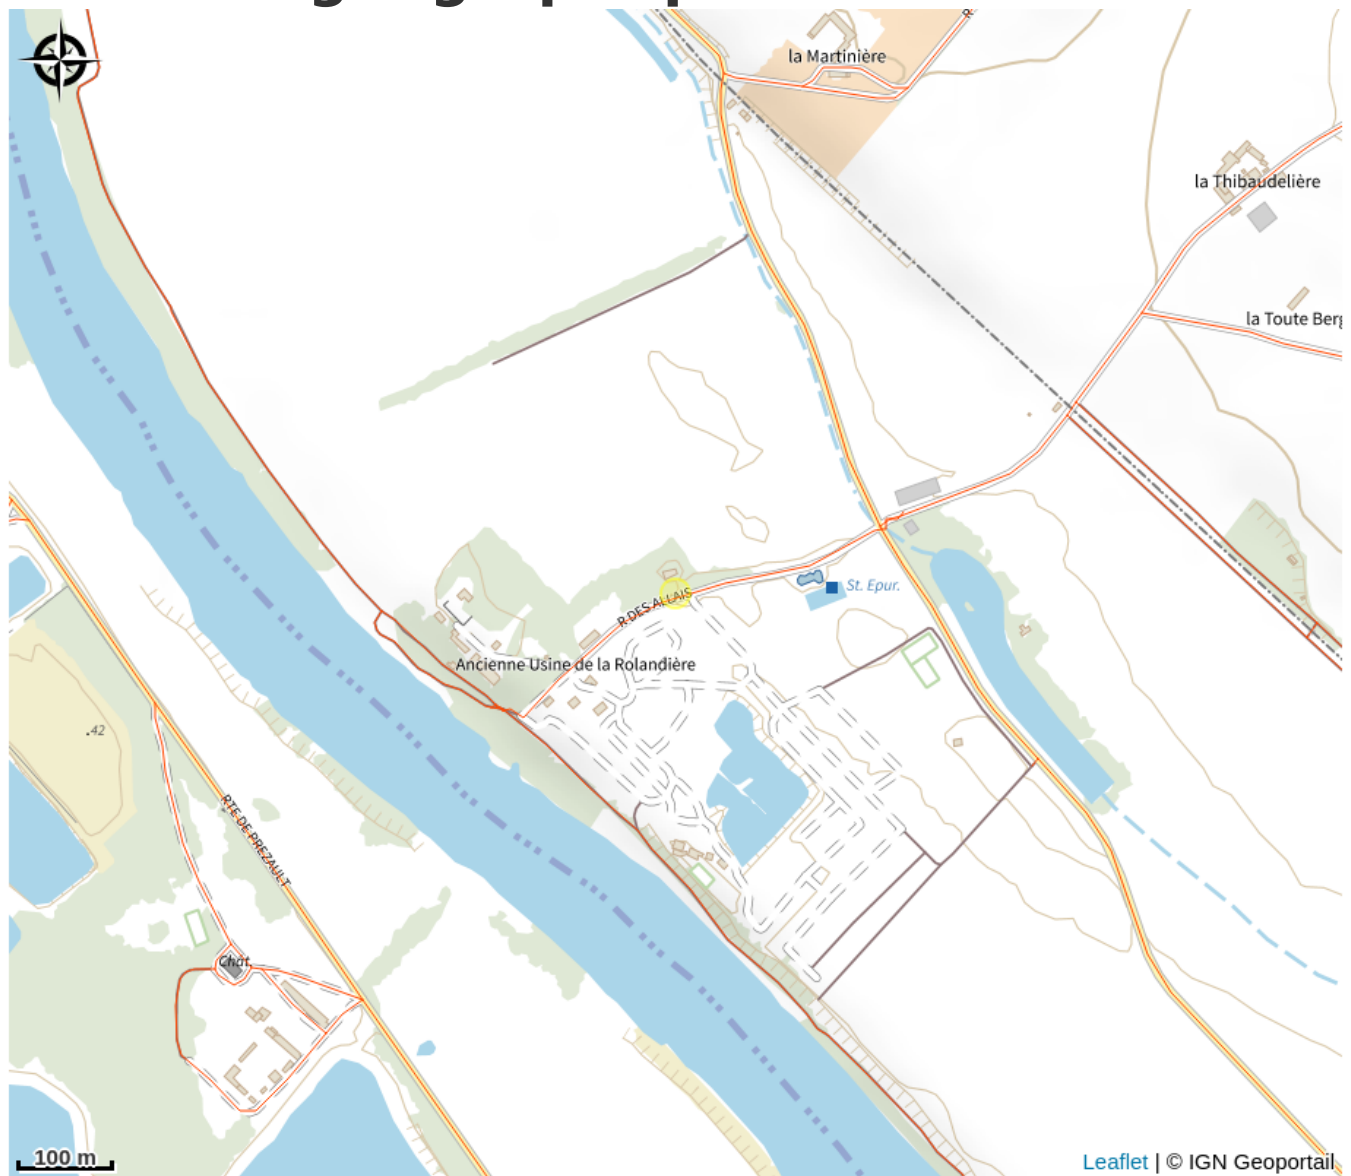 la Martinière
la Thibaudelière
la Toute Berg
St. Epur.
R DES ALLAIS
Ancienne Usine de la Rolandière
.42
RTE DE PREZAULT
Chat.
100 m
Leaflet | © IGN Geoportail